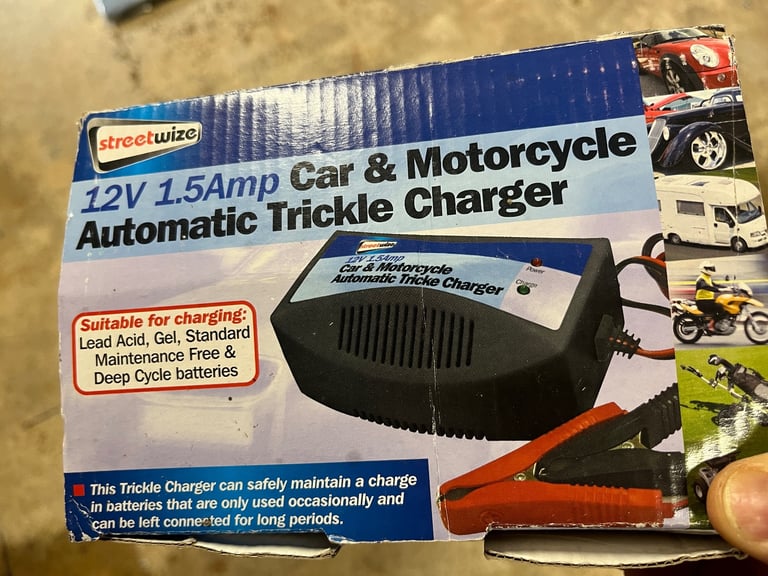 streetwize
12V 1.5Amp Car & Motorcycle
Automatic Trickle Charger
streetwize
12V 1.5Amp
Car & Motorcycle
Automatic Tricke Charger
Power
Charge
Suitable for charging:
Lead Acid, Gel, Standard
Maintenance Free &
Deep Cycle batteries
This Trickle Charger can safely maintain a charge
in batteries that are only used occasionally and
can be left connected for long periods.